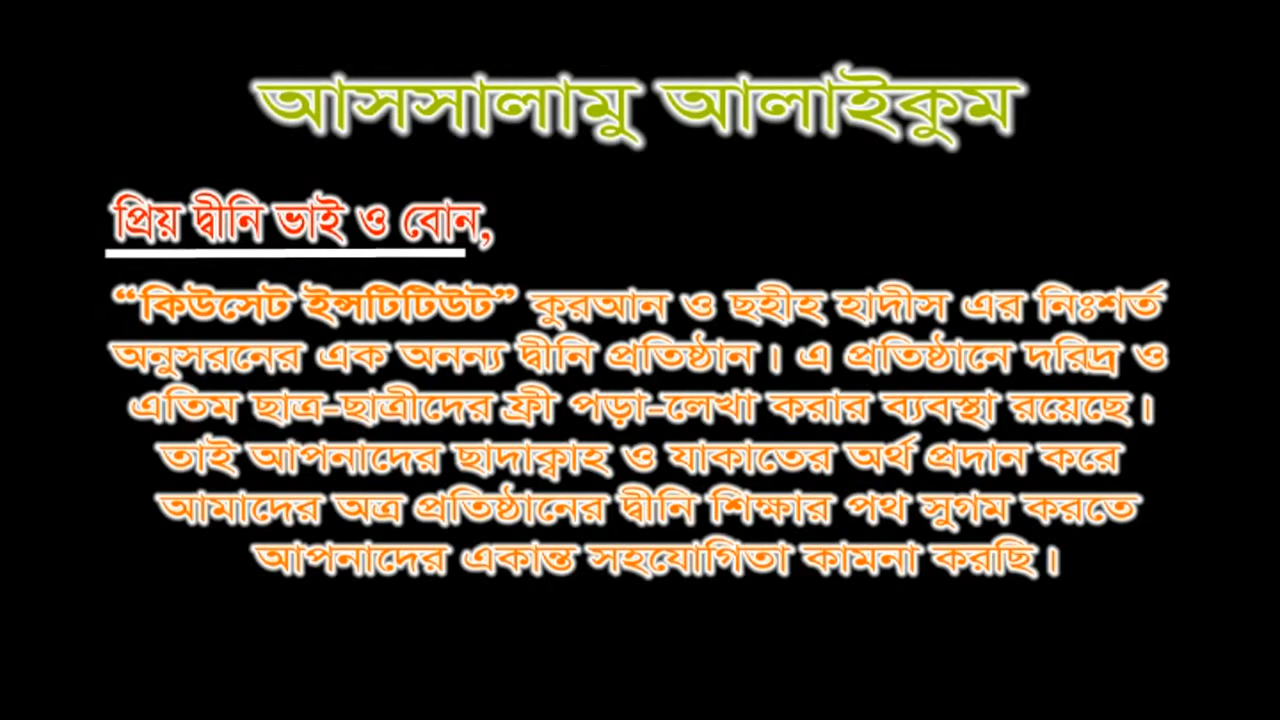 আসসালামু আলাইকুম
প্রিয় দ্বীনি ভাই ও বোন,
“কিউসেট ইন্সটিটিউট” কুরআন ও ছহীহ হাদীস এর নিঃশর্ত
অনুসরনের এক অনন্য দ্বীনি প্রতিষ্ঠান। এ প্রতিষ্ঠানে দরিদ্র ও
এতিম ছাত্র-ছাত্রীদের ফ্রী পড়া-লেখা করার ব্যবস্থা রয়েছে।
তাই আপনাদের ছাদাক্বাহ ও যাকাতের অর্থ প্রদান করে
আমাদের অত্র প্রতিষ্ঠানের দ্বীনি শিক্ষার পথ সুগম করতে
আপনাদের একান্ত সহযোগিতা কামনা করছি।